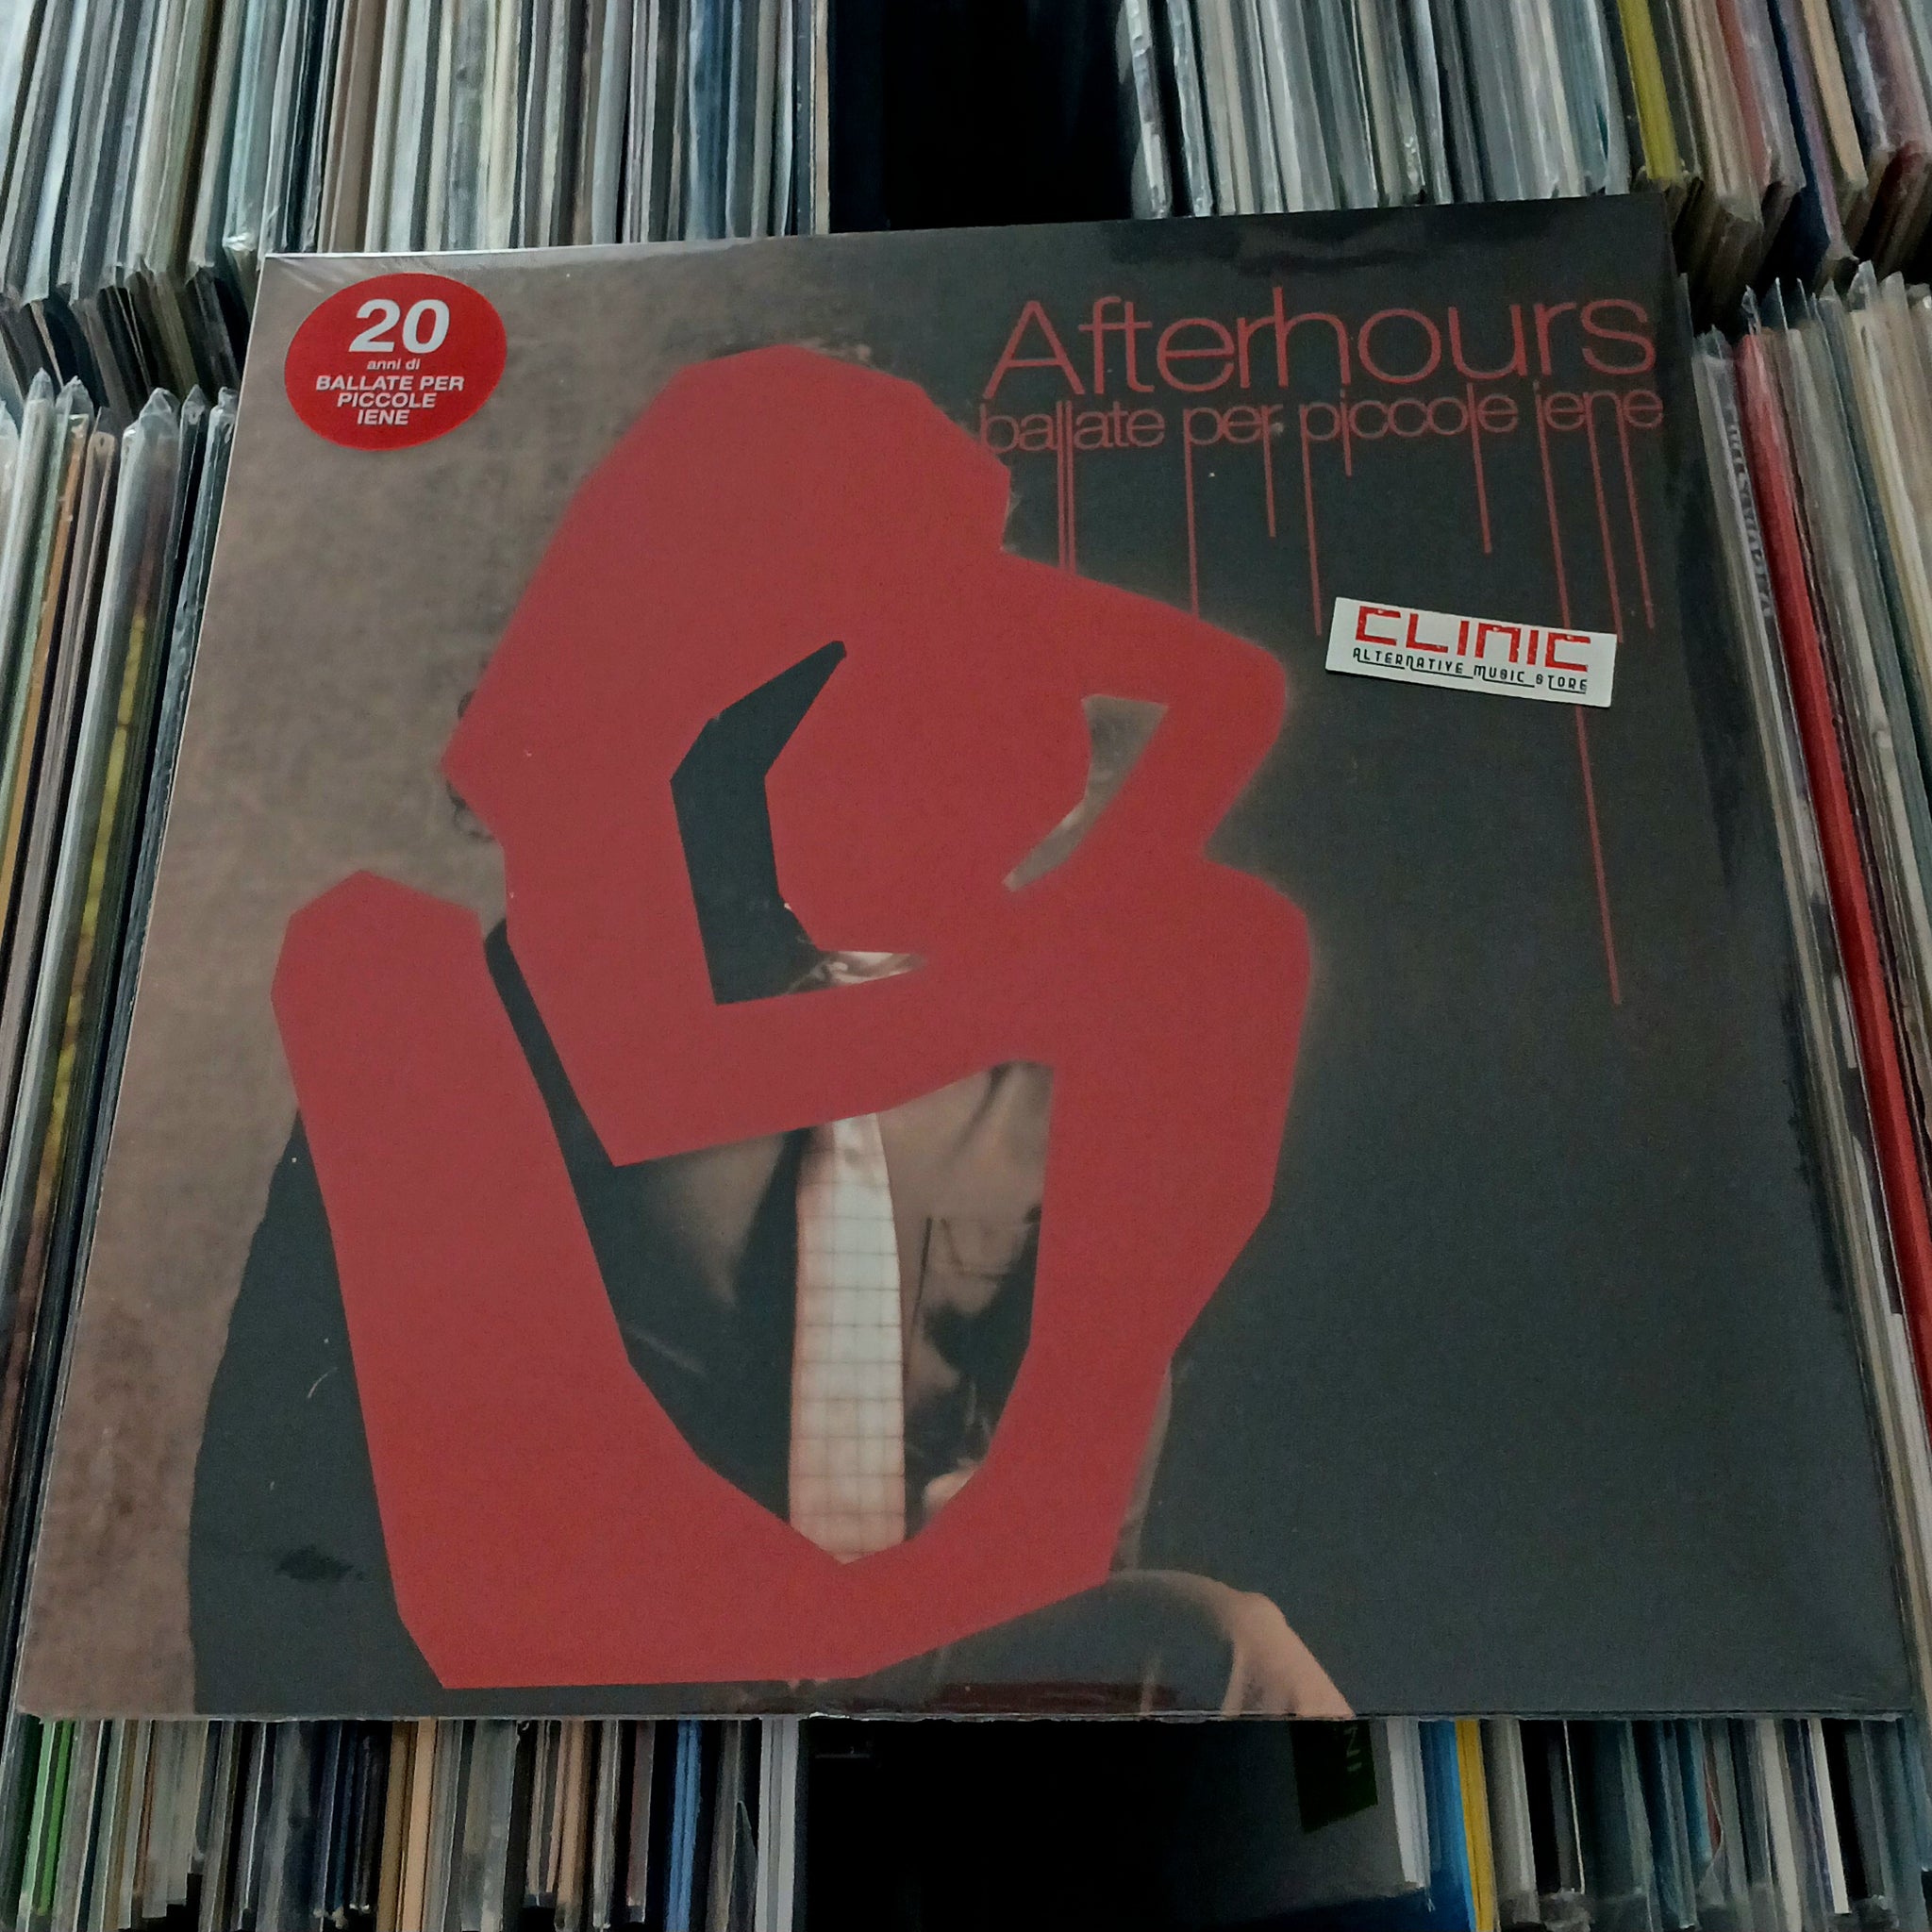 20
anni di
BALLATE PER
PICCOLE
IENE
Afterhours
ballate per piccole iene
CLINIC
ALTERNATIVE MUSIC STORE